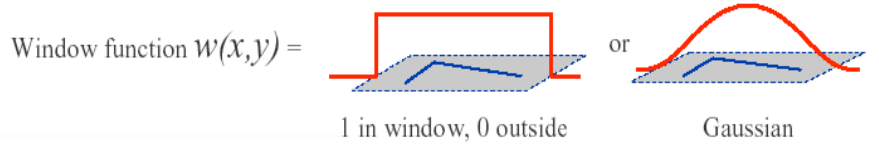 Window function w(x,y) =
or
1 in window, 0 outside
Gaussian